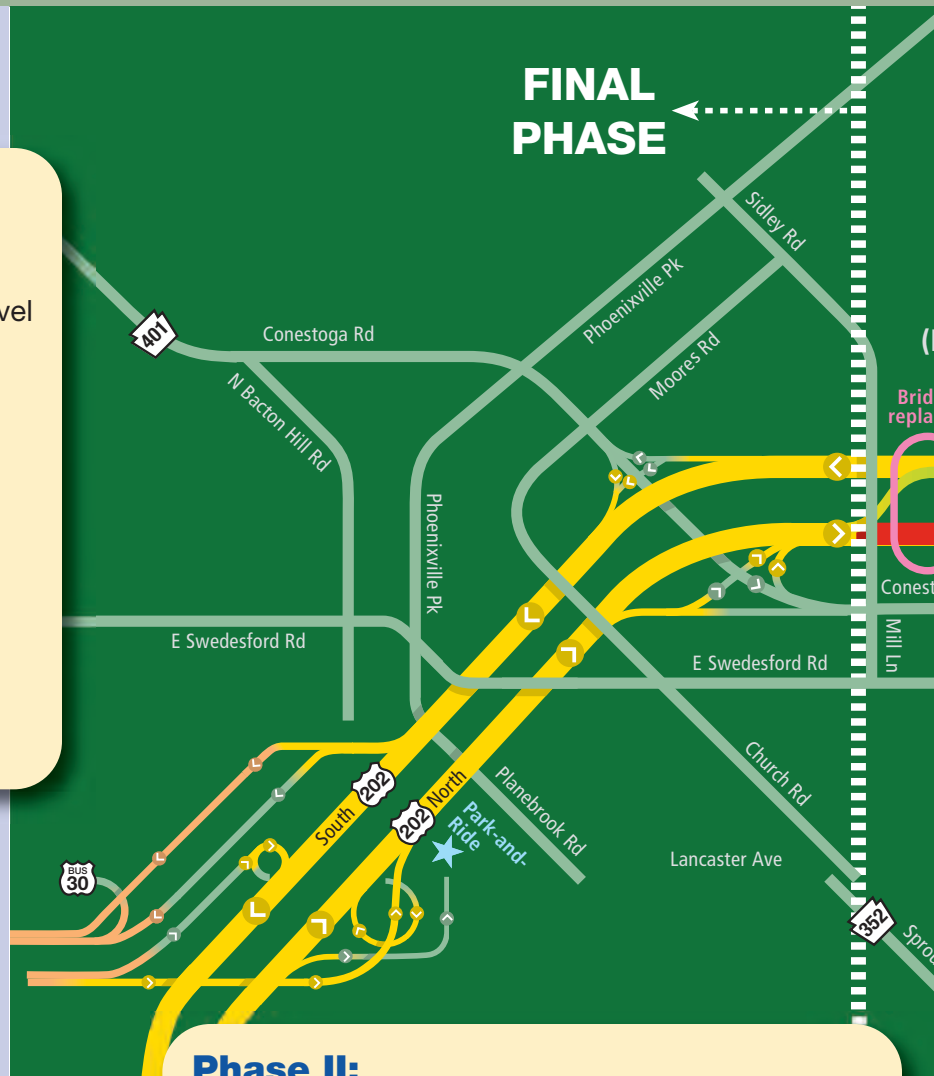 FINAL
PHASE
Sidley Rd
vel
401
Conestoga Rd
Phoenixville Pk
Moores Rd
N Bacton Hill Rd
Brid
repla
Phoenixville Pk
Conest
E Swedesford Rd
Mill Ln
E Swedesford Rd
202
South
202
North
Planebrook Rd
Church Rd
Park-and-
Ride
Lancaster Ave
BUS
30
352
Sprou
Phase II: